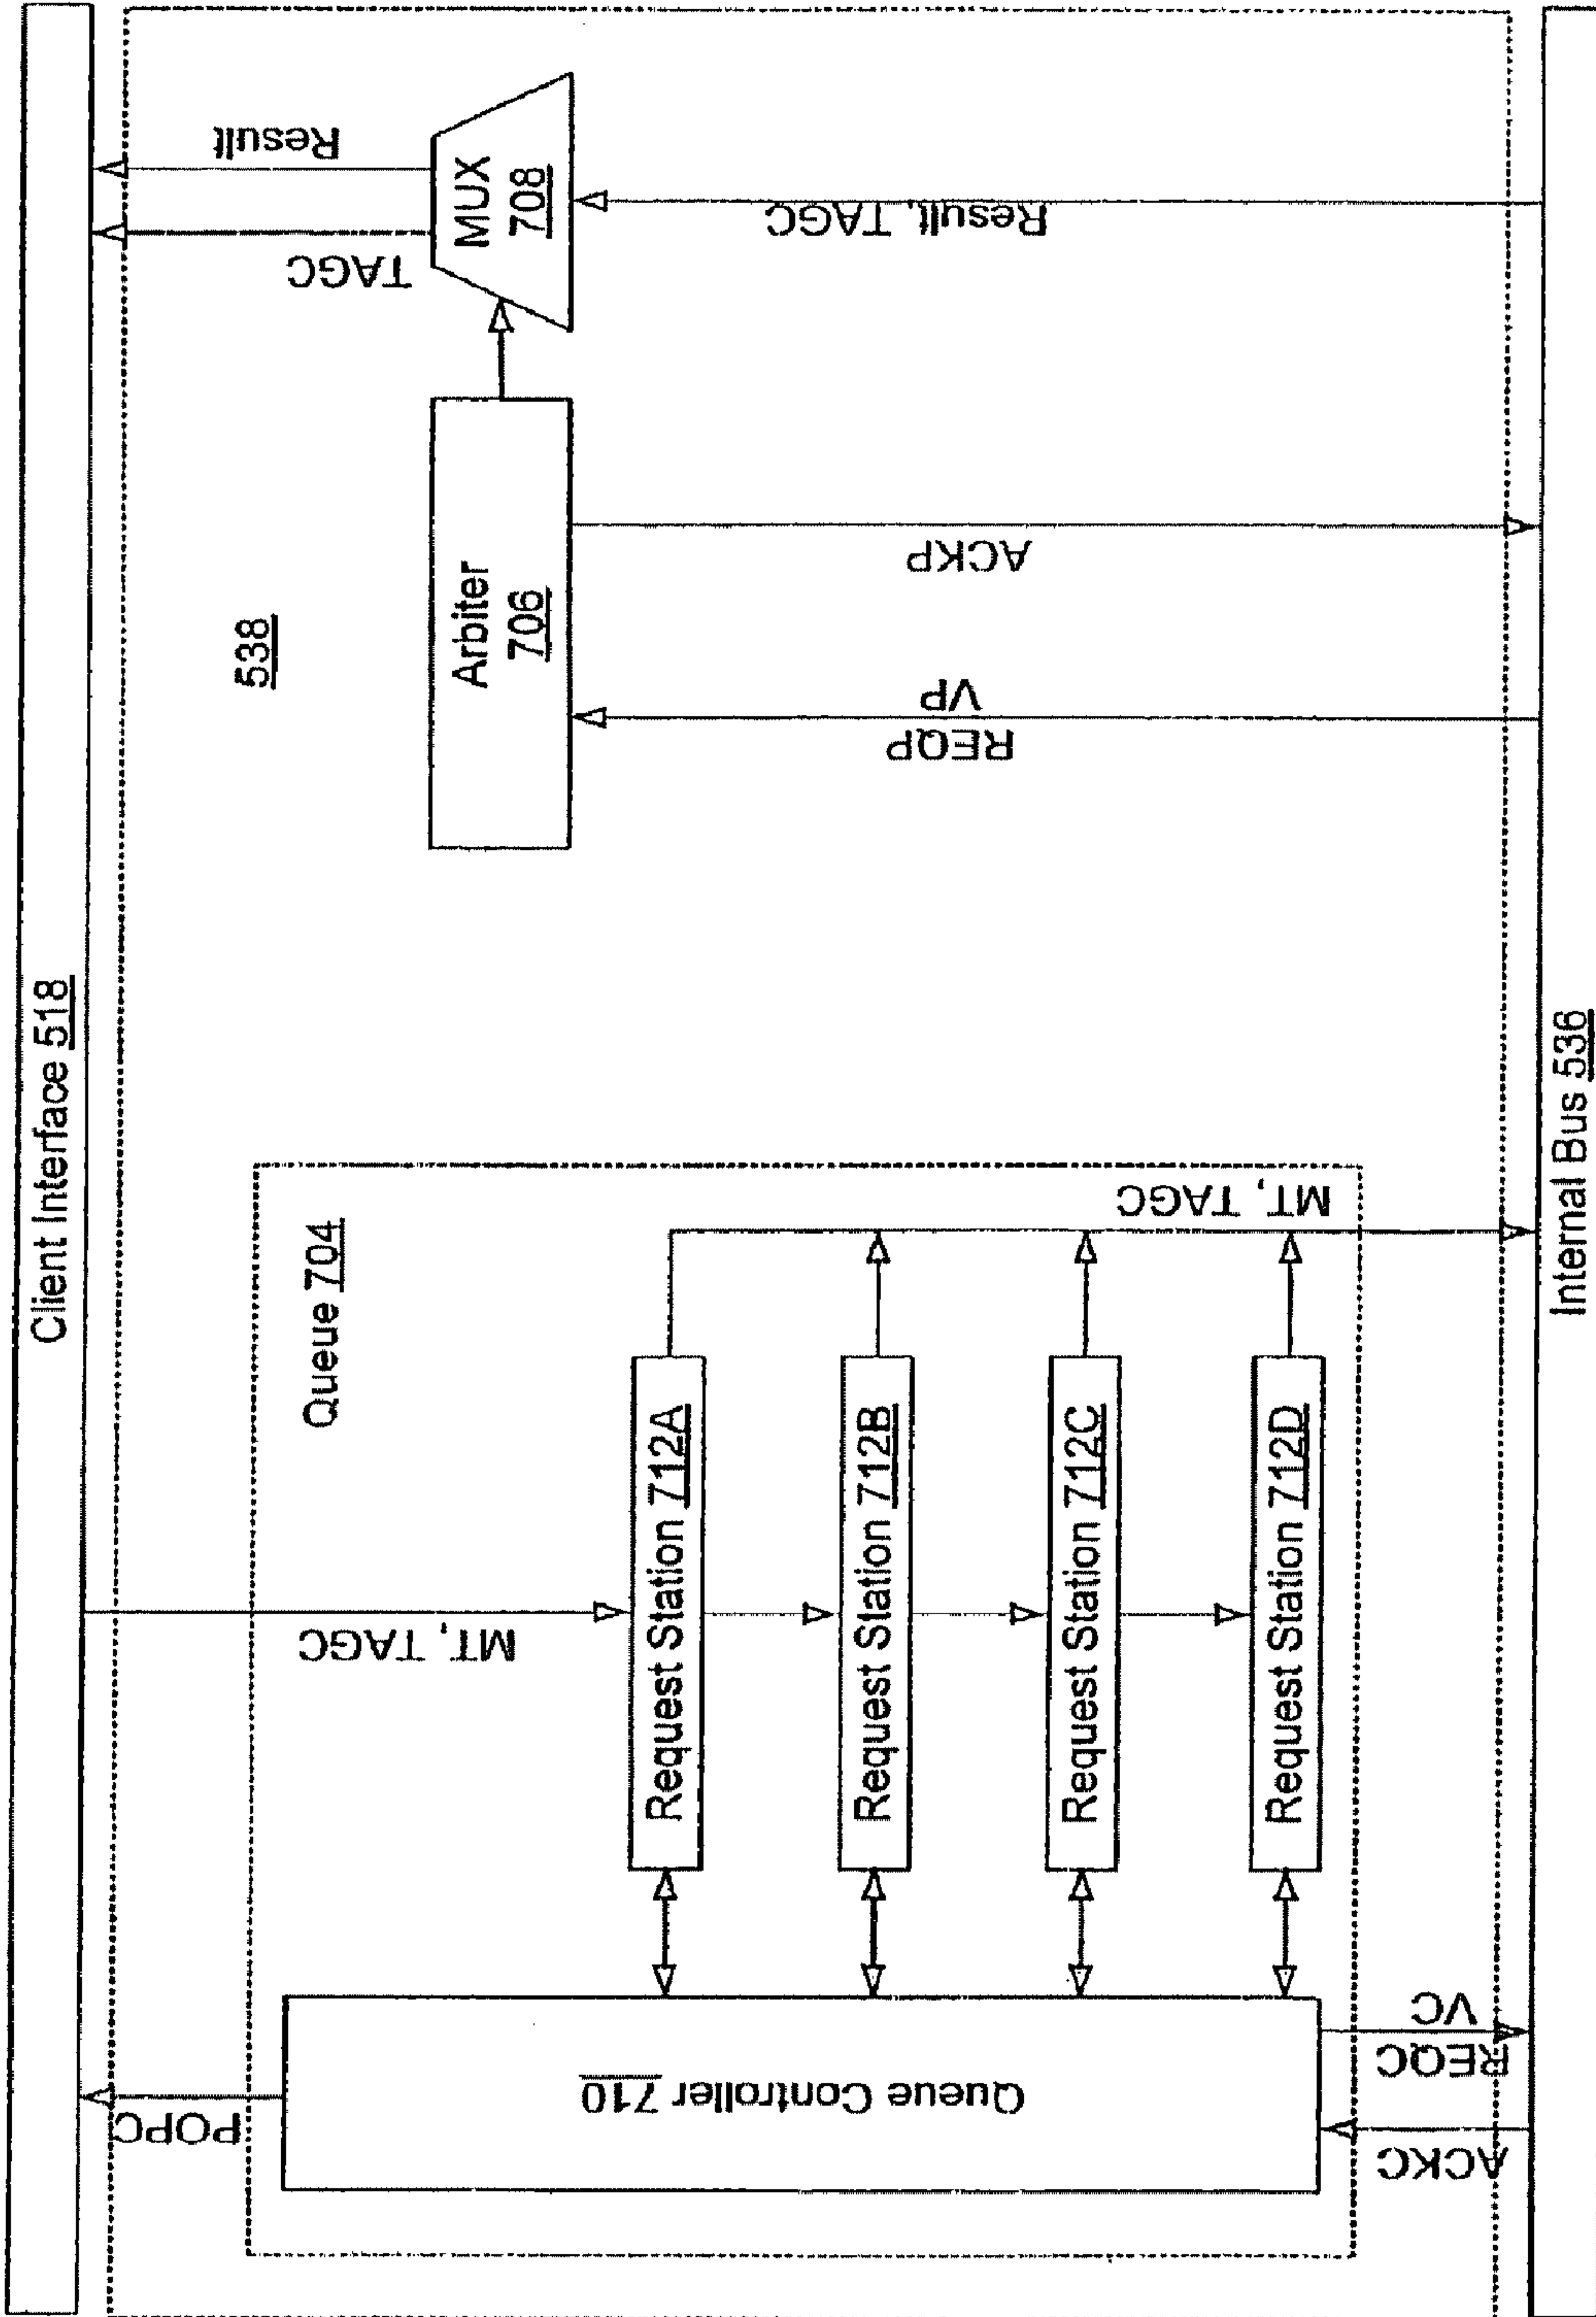 Client Interface 518
POPC
MT, TAGC
Queue 704
538
TAGC
Result
Queue Controller 710
Request Station 712A
Request Station 712B
Request Station 712C
Request Station 712D
MT, TAGC
Arbiter
706
MUX
708
REQP
VP
ACKP
Result, TAGC
ACKC
REQC
VC
Internal Bus 536